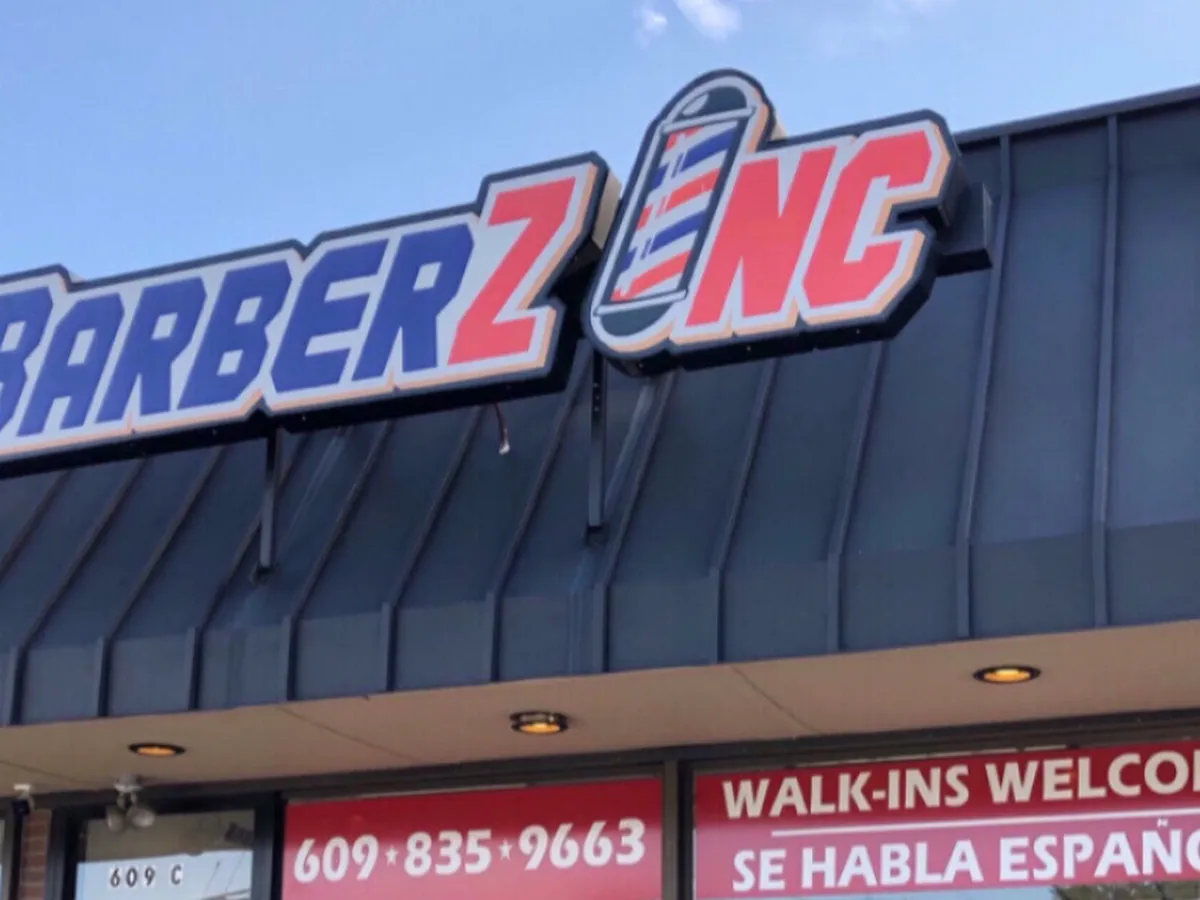 BARBERZ INC
609★835★9663
WALK-INS WELCO
SE HABLA ESPAÑ
609 C